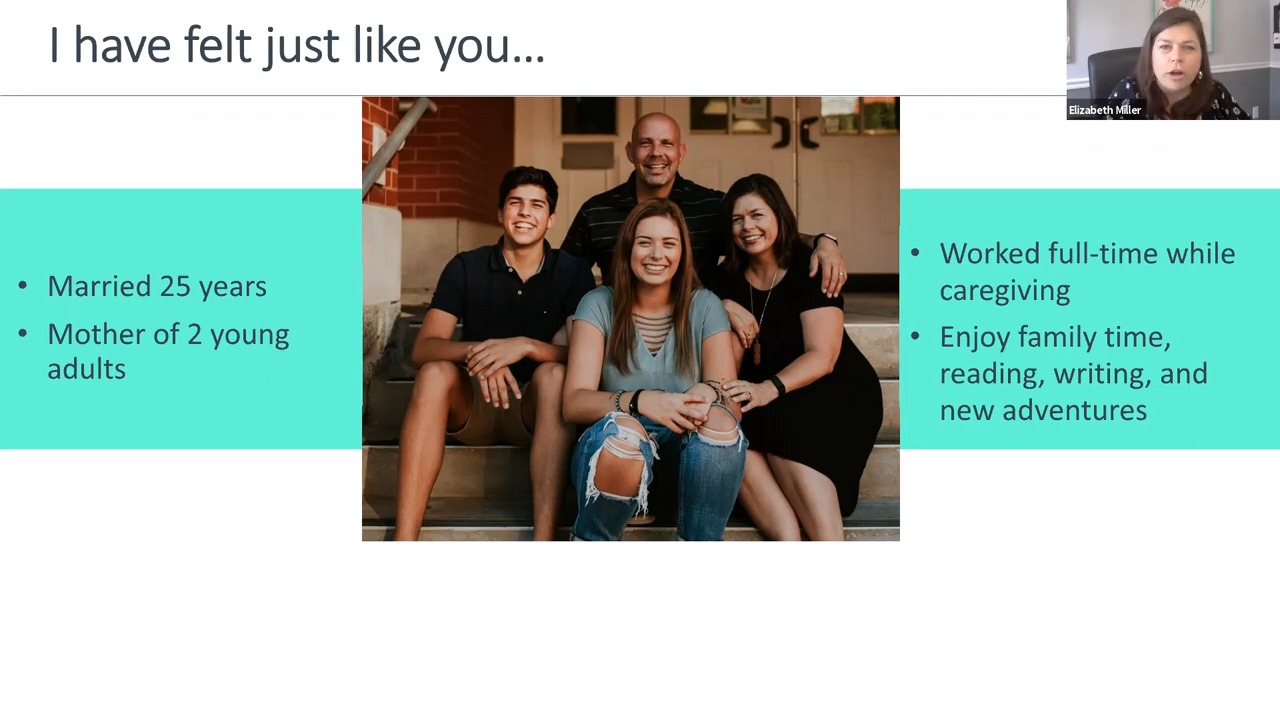 I have felt just like you...
Elizabeth Miller
• Married 25 years
• Mother of 2 young
adults
• Worked full-time while
caregiving
• Enjoy family time,
reading, writing, and
new adventures